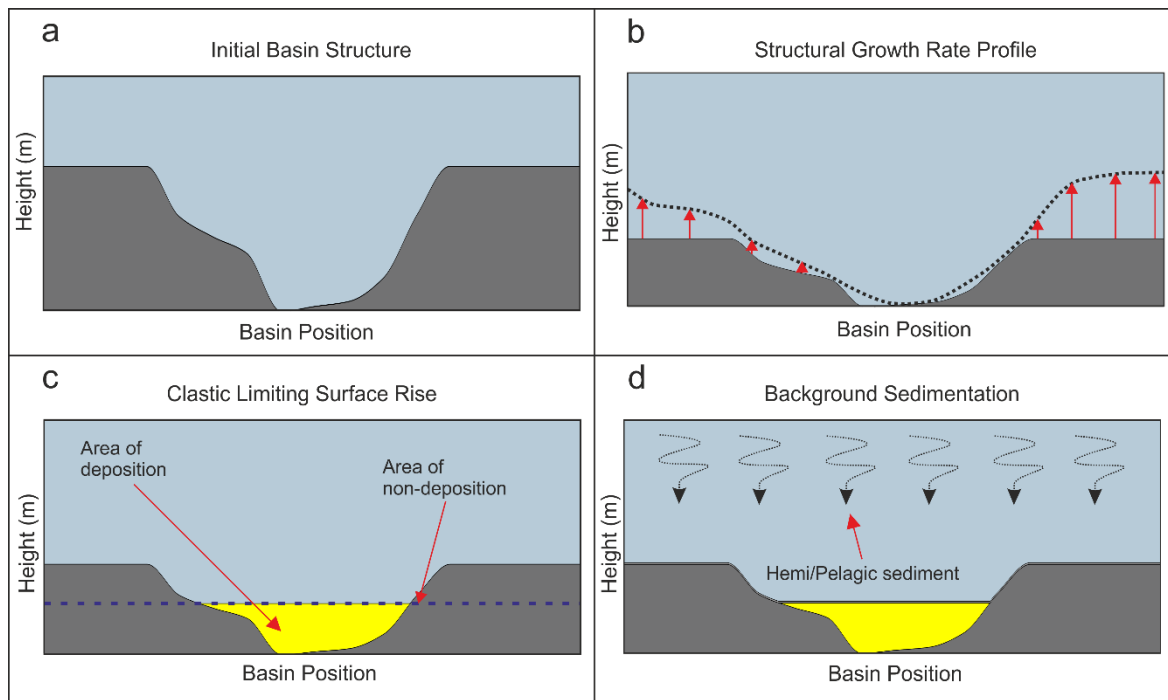 a
Initial Basin Structure
Height (m)
Basin Position
b
Structural Growth Rate Profile
Height (m)
Basin Position
c
Clastic Limiting Surface Rise
Area of
deposition
Area of
non-deposition
Height (m)
Basin Position
d
Background Sedimentation
Hemi/Pelagic sediment
Height (m)
Basin Position